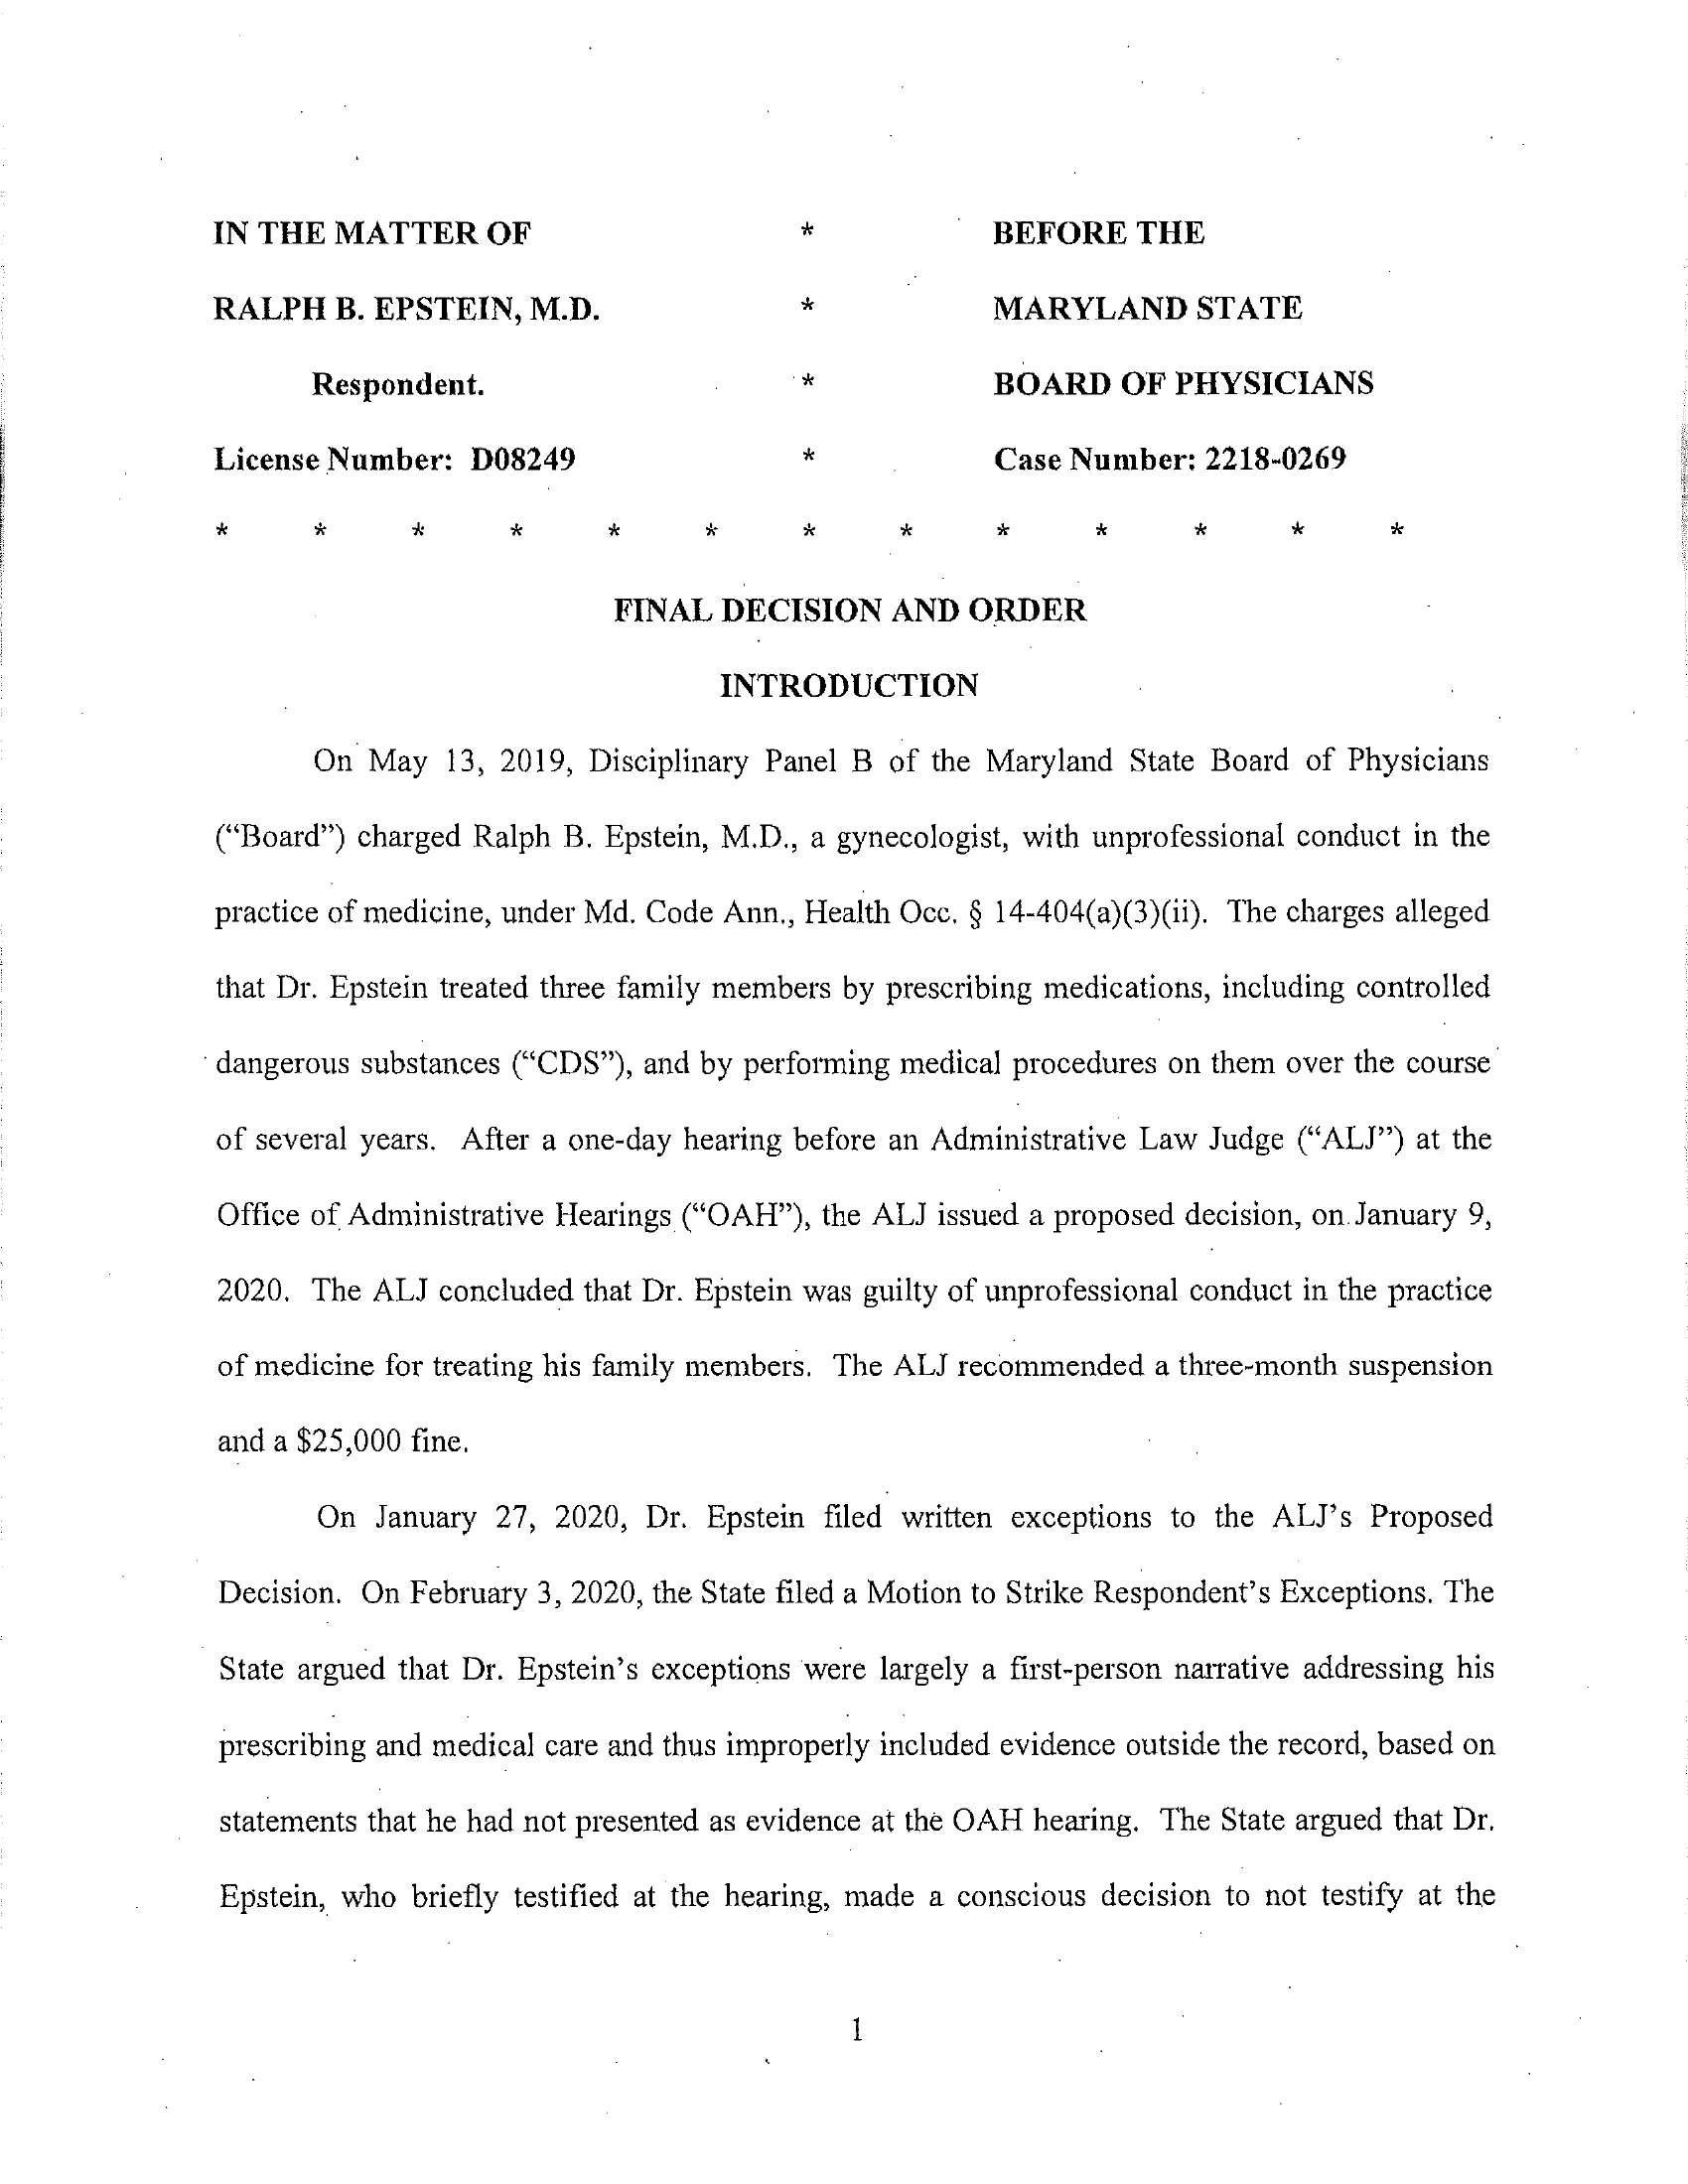 IN THE MATTER OF * BEFORE THE
RALPH B. EPSTEIN, M.D. * MARYLAND STATE
Respondent. * BOARD OF PHYSICIANS
License Number: D08249 * Case Number: 2218-0269
* * * * * * * * * * * * *
FINAL DECISION AND ORDER
INTRODUCTION
On May 13, 2019, Disciplinary Panel B of the Maryland State Board of Physicians
(“Board”) charged Ralph B. Epstein, M.D., a gynecologist, with unprofessional conduct in the
practice of medicine, under Md. Code Ann., Health Occ. § 14-404(a)(3)(ii). The charges alleged
that Dr. Epstein treated three family members by prescribing medications, including controlled
dangerous substances (“CDS”), and by performing medical procedures on them over the course
of several years. After a one-day hearing before an Administrative Law Judge (“ALJ”) at the
Office of Administrative Hearings (“OAH”), the ALJ issued a proposed decision, on January 9,
2020. The ALJ concluded that Dr. Epstein was guilty of unprofessional conduct in the practice
of medicine for treating his family members. The ALJ recommended a three-month suspension
and a $25,000 fine.
On January 27, 2020, Dr. Epstein filed written exceptions to the ALJ’s Proposed
Decision. On February 3, 2020, the State filed a Motion to Strike Respondent’s Exceptions. The
State argued that Dr. Epstein’s exceptions were largely a first-person narrative addressing his
prescribing and medical care and thus improperly included evidence outside the record, based on
statements that he had not presented as evidence at the OAH hearing. The State argued that Dr.
Epstein, who briefly testified at the hearing, made a conscious decision to not testify at the
1